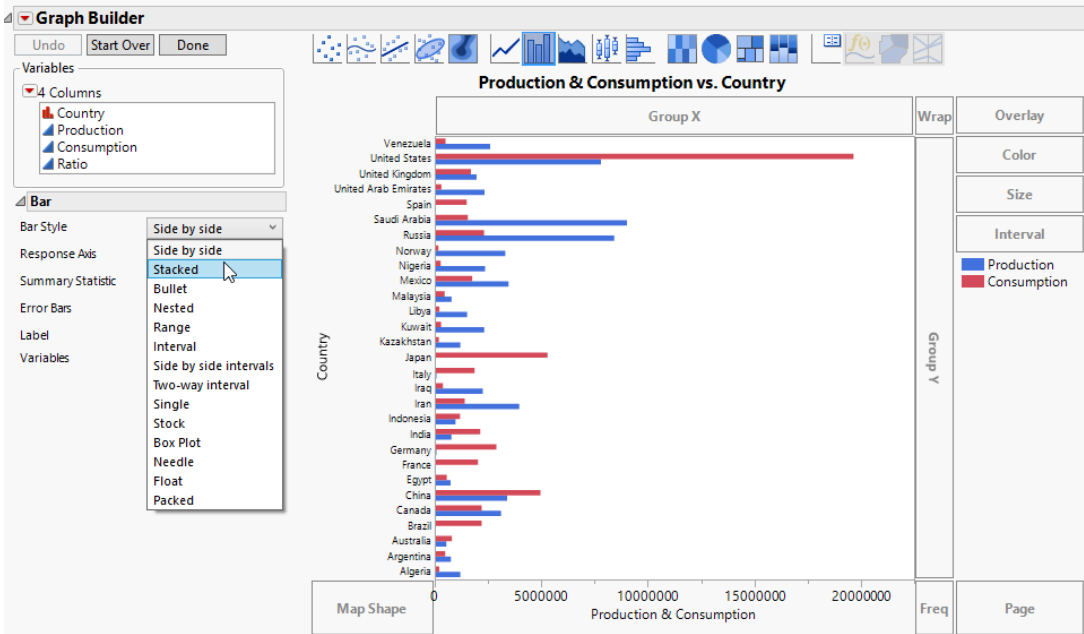 Graph Builder
Undo Start Over Done
Variables
4 Columns
Country
Production
Consumption
Ratio
Bar
Bar Style Side by side
Response Axis
Summary Statistic
Error Bars
Label
Variables
Side by side
Stacked
Bullet
Nested
Range
Interval
Side by side intervals
Two-way interval
Single
Stock
Box Plot
Needle
Float
Packed
Production & Consumption vs. Country
Group X
Wrap
Overlay
Color
Size
Interval
Production
Consumption
Country
Venezuela
United States
United Kingdom
United Arab Emirates
Spain
Saudi Arabia
Russia
Norway
Nigeria
Mexico
Malaysia
Libya
Kuwait
Kazakhstan
Japan
Italy
Iraq
Iran
Indonesia
India
Germany
France
Egypt
China
Canada
Brazil
Australia
Argentina
Algeria
Group Y
0 5000000 10000000 15000000 20000000
Production & Consumption
Map Shape
Freq
Page